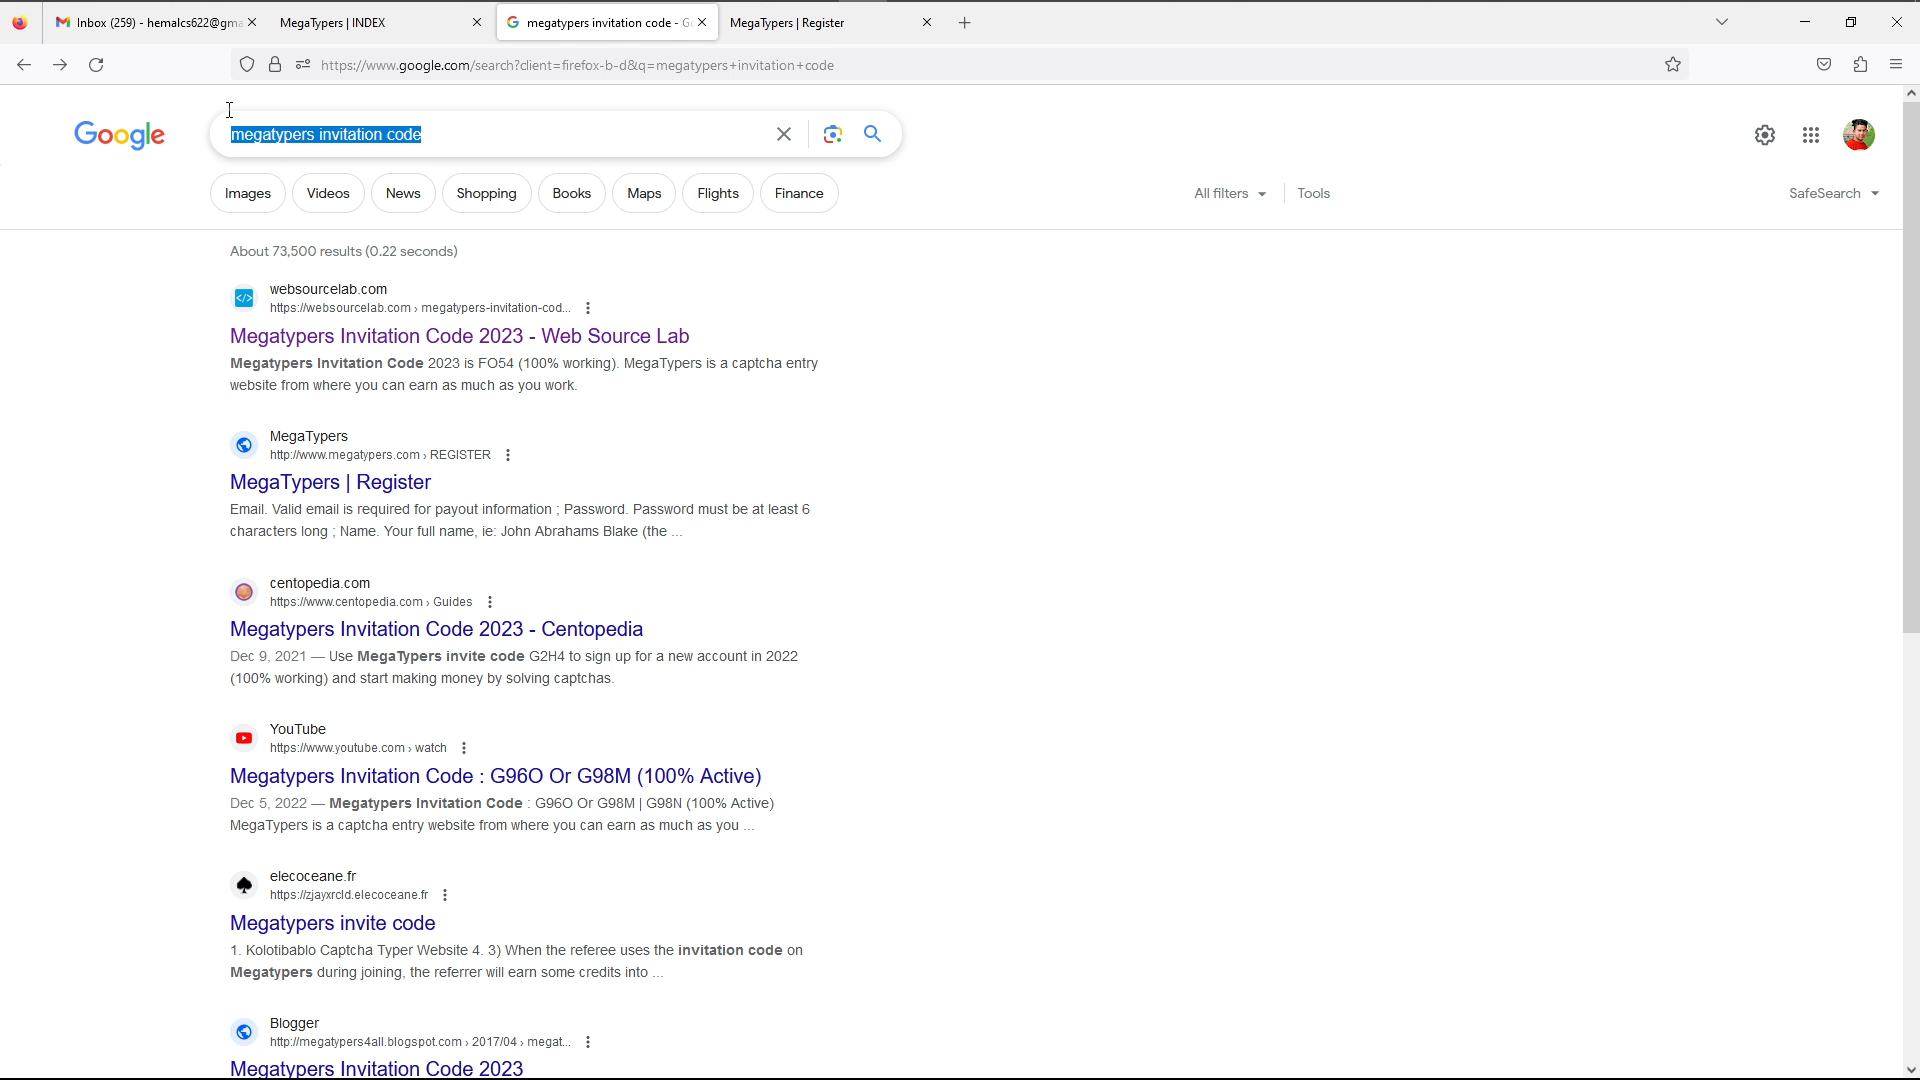 Inbox (259) - hemalcs622@gma
MegaTypers | INDEX
megatypers invitation code - G
MegaTypers | Register
https://www.google.com/search?client=firefox-b-d&q=megatypers+invitation+code
Google
megatypers invitation code
Images
Videos
News
Shopping
Books
Maps
Flights
Finance
All filters
Tools
SafeSearch
About 73,500 results (0.22 seconds)
websourcelab.com
https://websourcelab.com › megatypers-invitation-cod...
Megatypers Invitation Code 2023 - Web Source Lab
Megatypers Invitation Code 2023 is FO54 (100% working). MegaTypers is a captcha entry
website from where you can earn as much as you work.
MegaTypers
http://www.megatypers.com › REGISTER
MegaTypers | Register
Email. Valid email is required for payout information ; Password. Password must be at least 6
characters long ; Name. Your full name, ie: John Abrahams Blake (the ...
centopedia.com
https://www.centopedia.com › Guides
Megatypers Invitation Code 2023 - Centopedia
Dec 9, 2021 — Use MegaTypers invite code G2H4 to sign up for a new account in 2022
(100% working) and start making money by solving captchas.
YouTube
https://www.youtube.com › watch
Megatypers Invitation Code : G96O Or G98M (100% Active)
Dec 5, 2022 — Megatypers Invitation Code : G96O Or G98M | G98N (100% Active)
MegaTypers is a captcha entry website from where you can earn as much as you ...
elecoceane.fr
https://zjayxrcld.elecoceane.fr
Megatypers invite code
1. Kolotibablo Captcha Typer Website 4. 3) When the referee uses the invitation code on
Megatypers during joining, the referrer will earn some credits into ...
Blogger
http://megatypers4all.blogspot.com › 2017/04 › megat...
Megatypers Invitation Code 2023